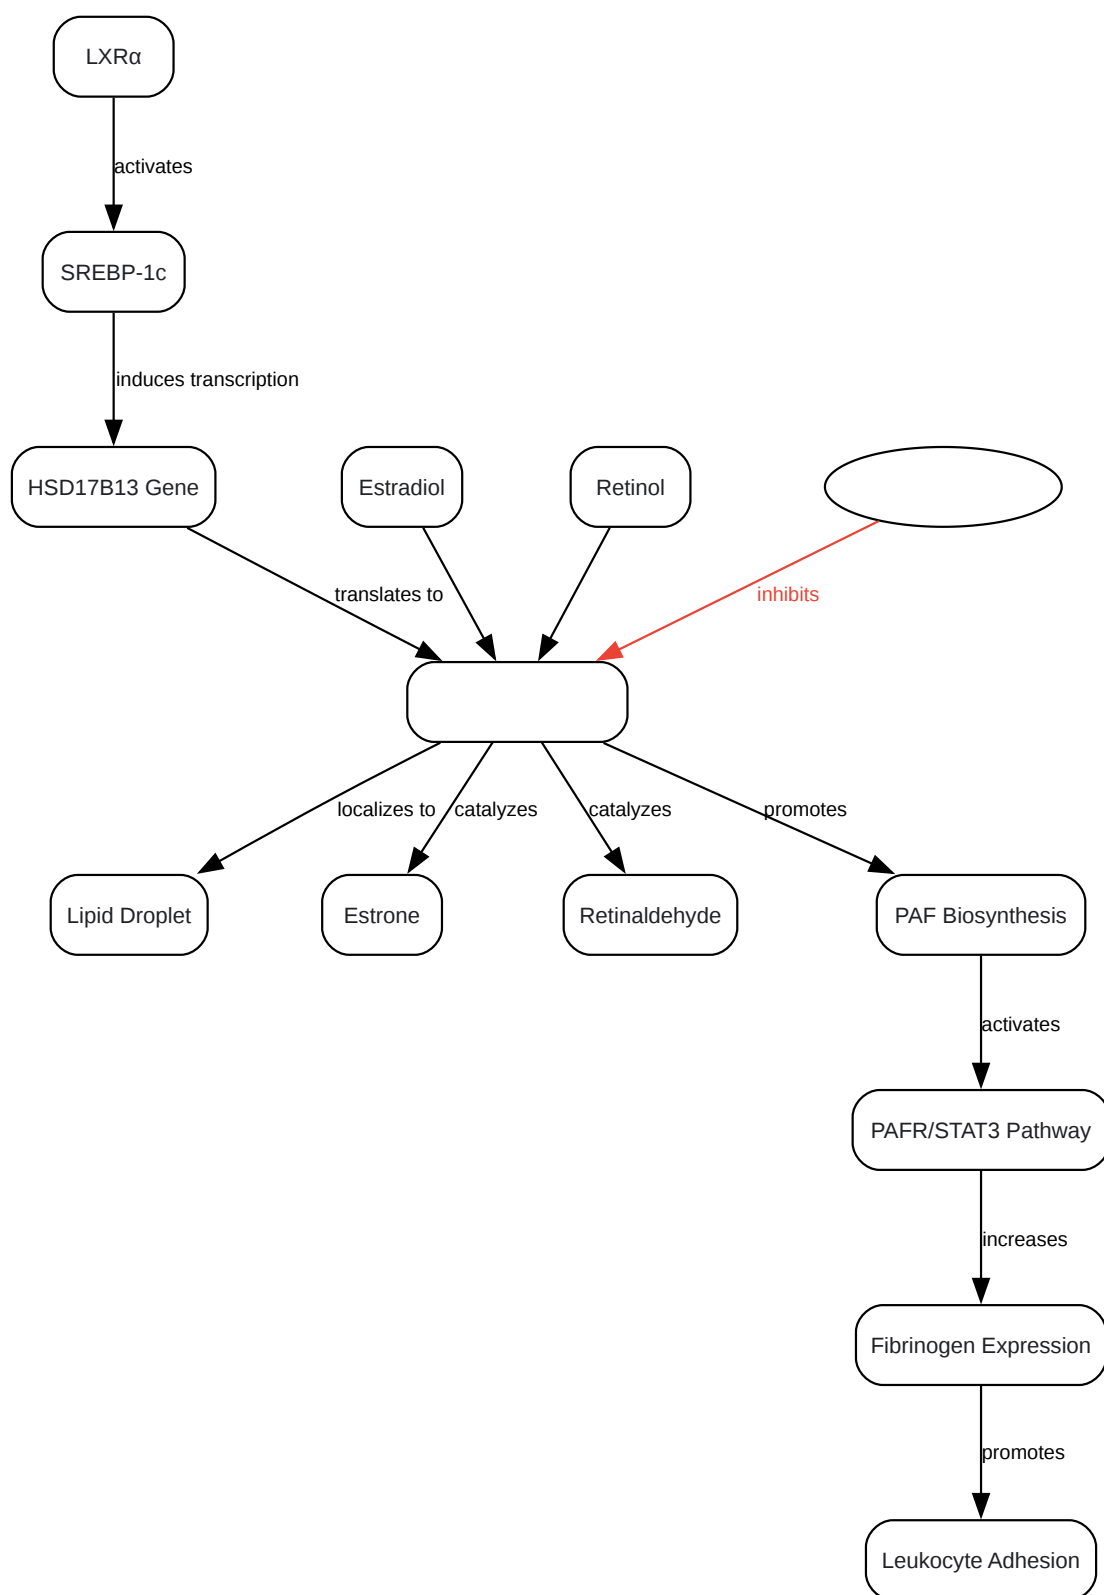 LXRα
activates
SREBP-1c
induces transcription
HSD17B13 Gene
Estradiol
Retinol
translates to
inhibits
localizes to
catalyzes
catalyzes
promotes
Lipid Droplet
Estrone
Retinaldehyde
PAF Biosynthesis
activates
PAFR/STAT3 Pathway
increases
Fibrinogen Expression
promotes
Leukocyte Adhesion